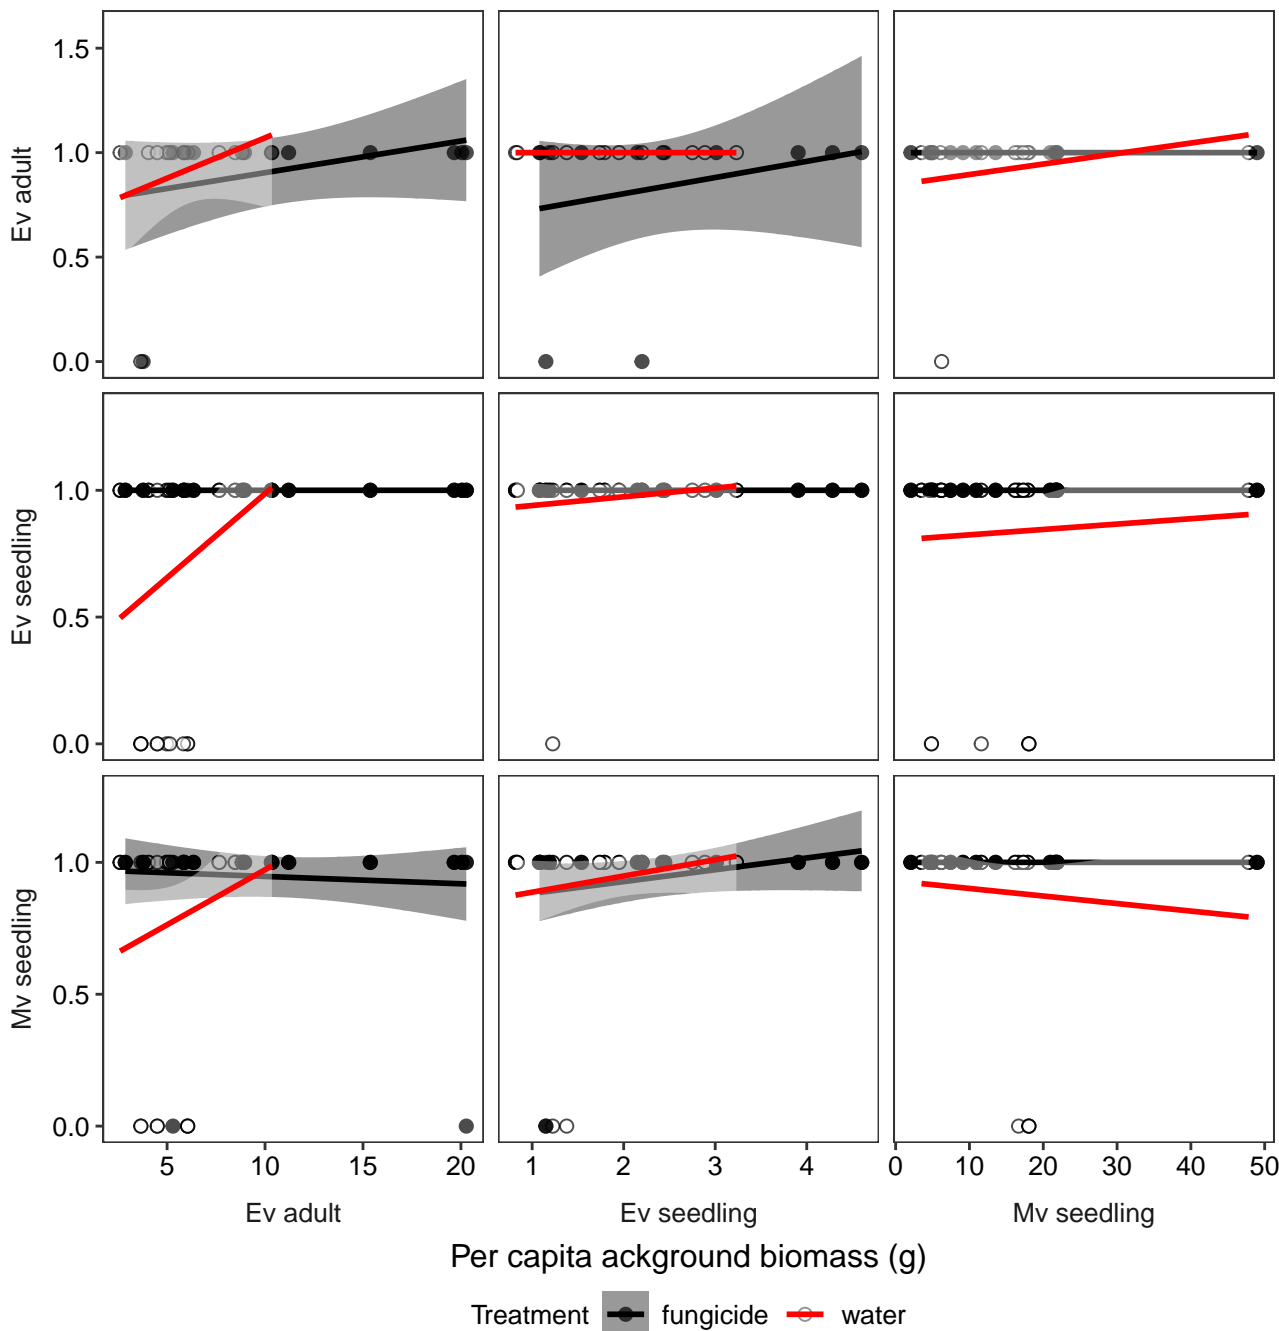 Ev adult
1.5
1.0
0.5
0.0
Ev seedling
1.0
0.5
0.0
Mv seedling
1.0
0.5
0.0
5 10 15 20 1 2 3 4 0 10 20 30 40 50
Ev adult Ev seedling Mv seedling
Per capita ackground biomass (g)
Treatment fungicide water